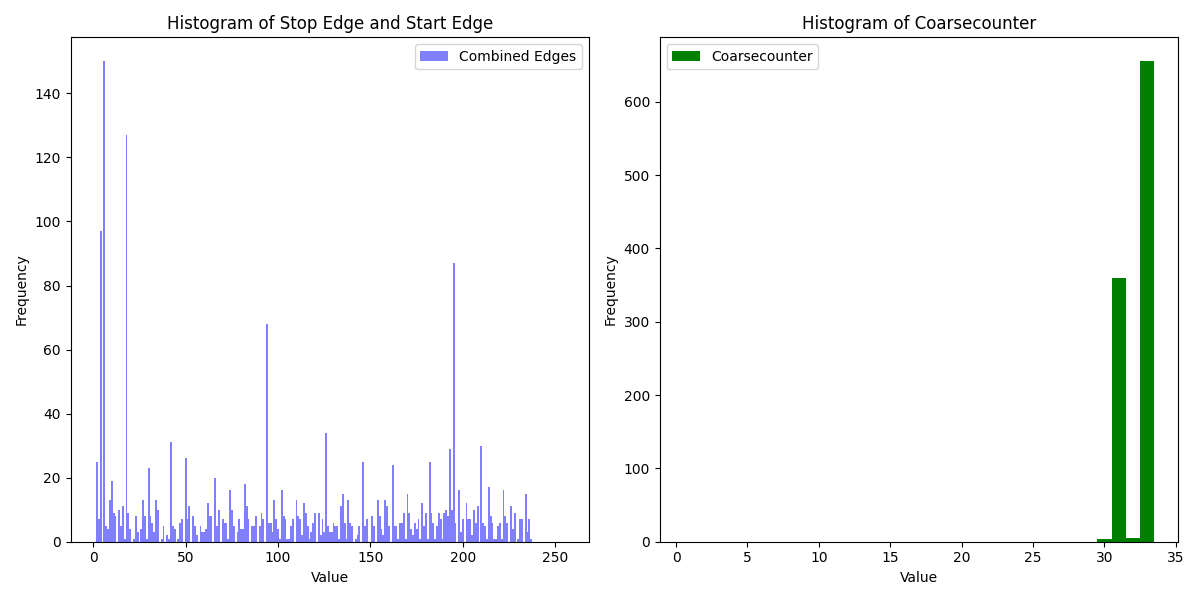 Histogram of Stop Edge and Start Edge
Combined Edges
Frequency
140
120
100
80
60
40
20
0
0 50 100 150 200 250
Value
Histogram of Coarsecounter
Coarsecounter
Frequency
600
500
400
300
200
100
0
0 5 10 15 20 25 30 35
Value